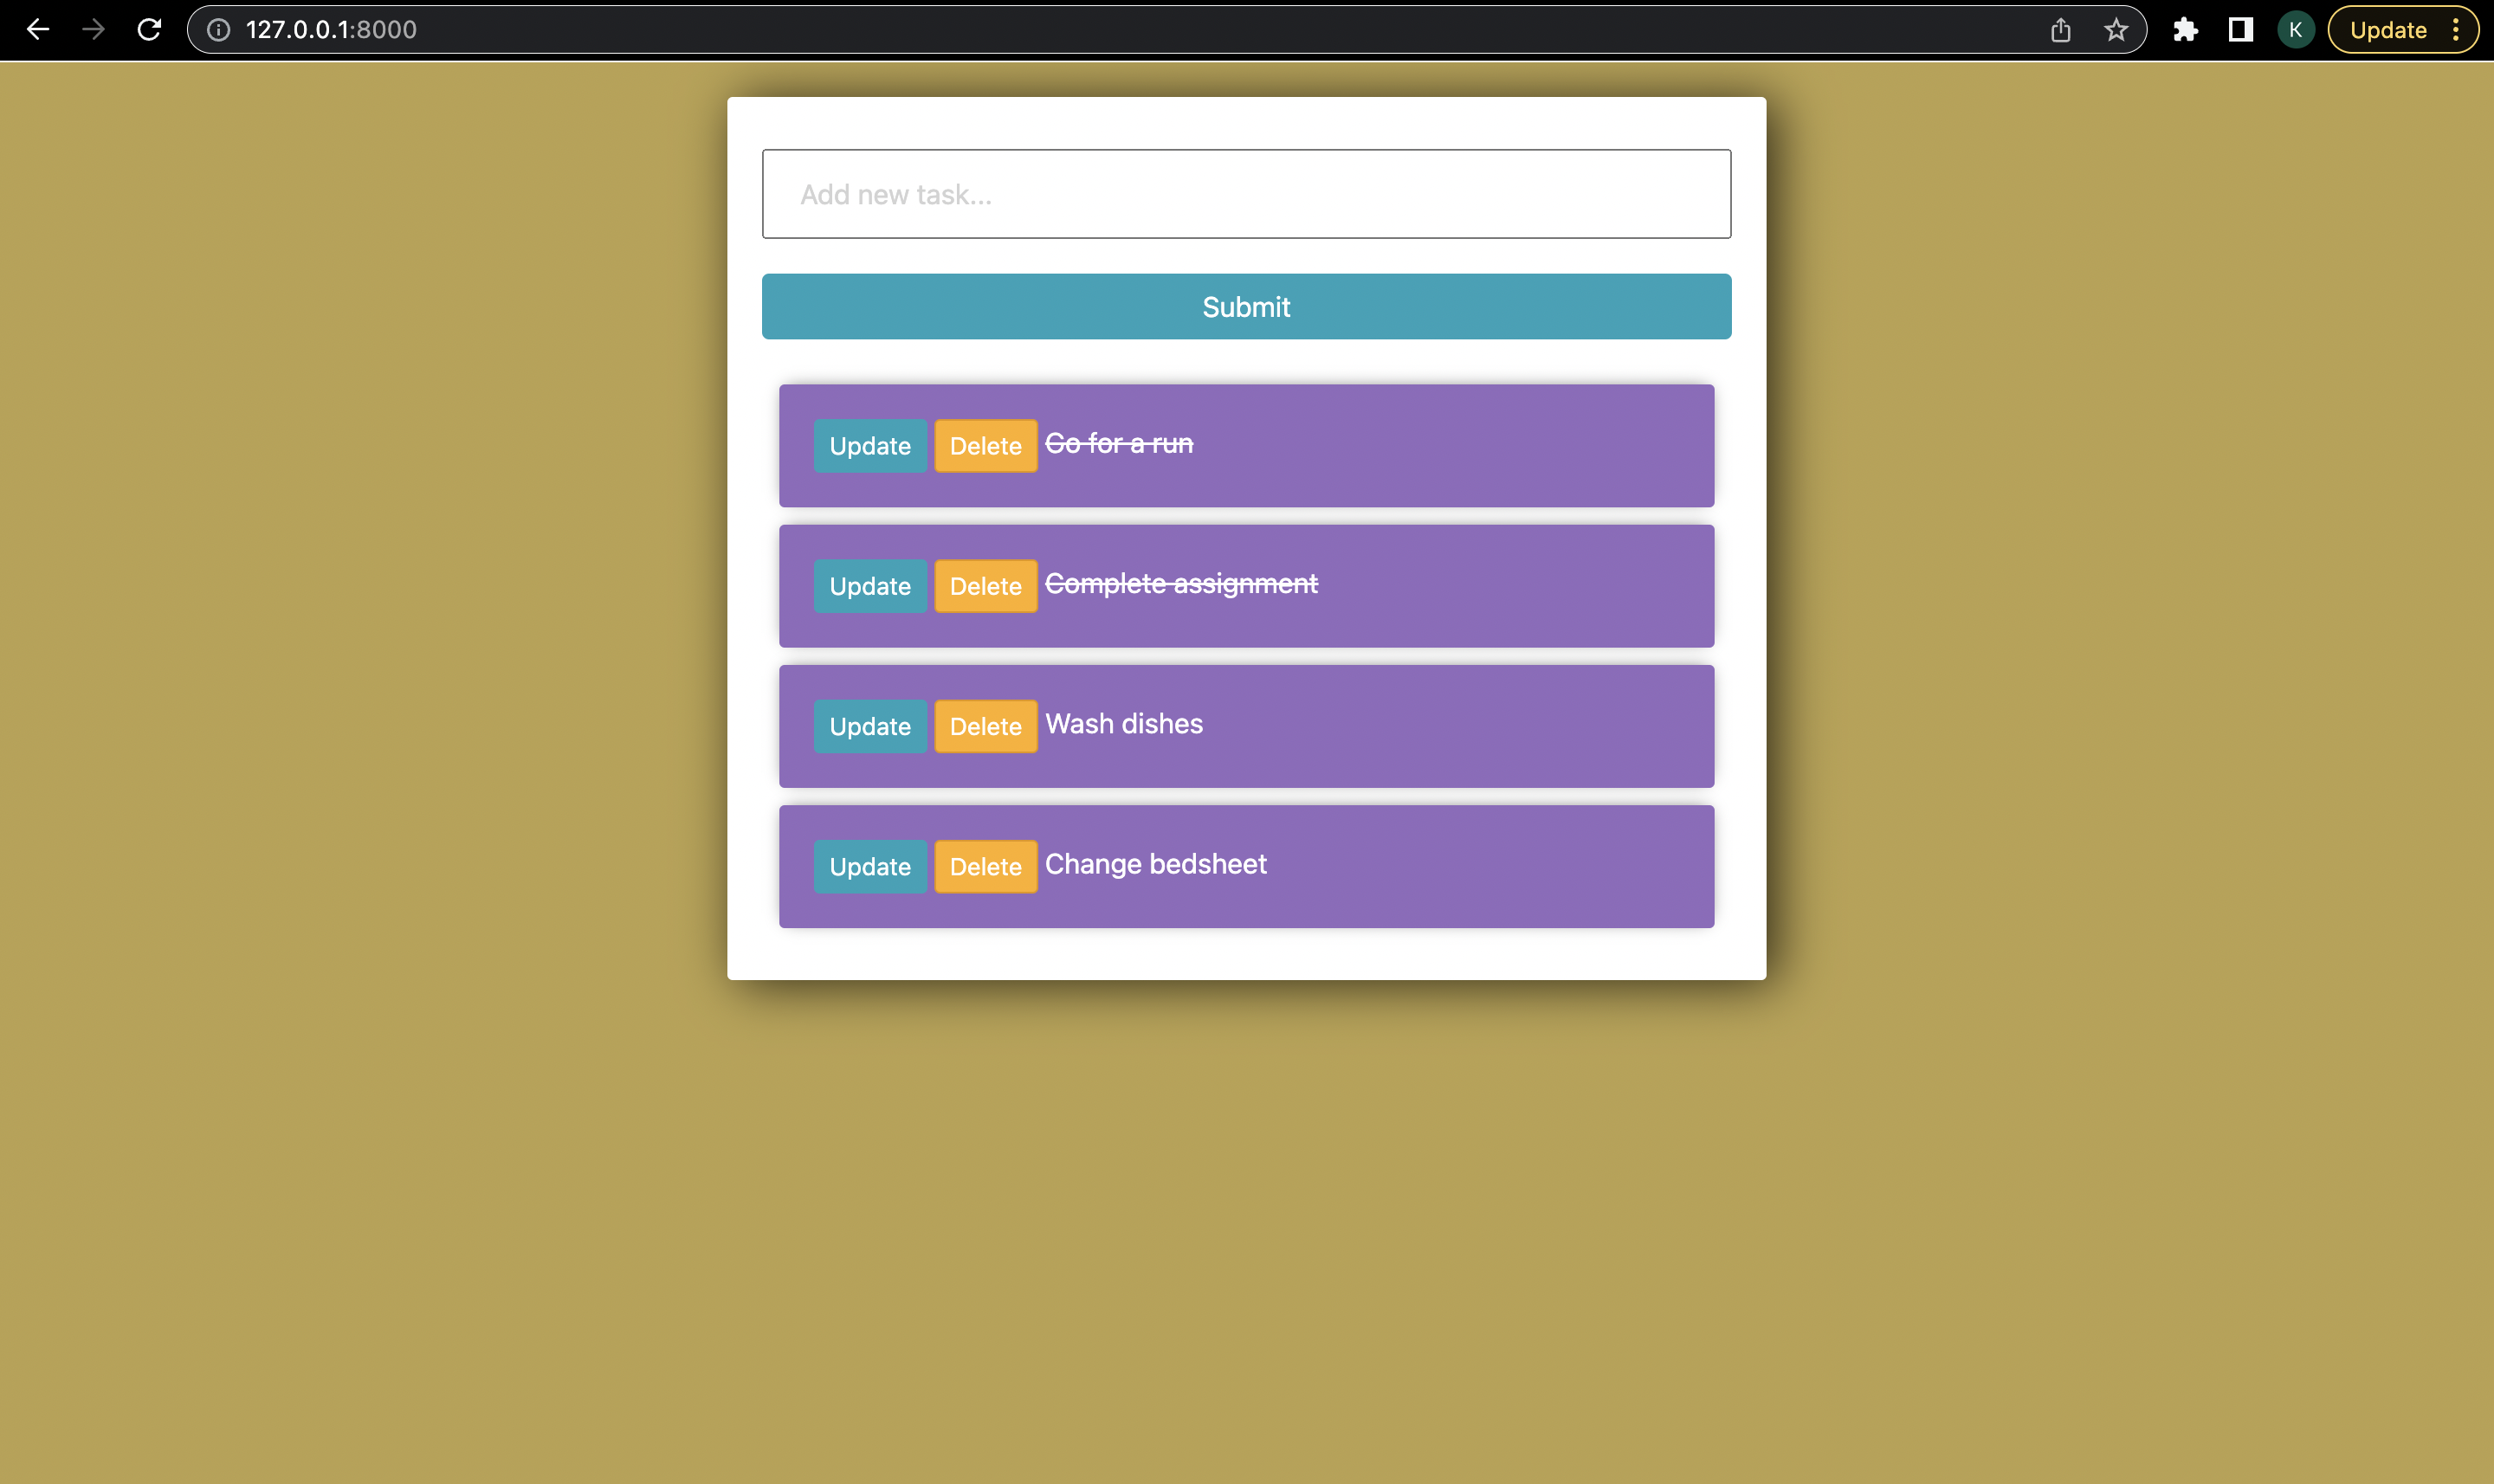 127.0.0.1:8000
K
Update
Add new task...
Submit
Update Delete Go for a run
Update Delete Complete assignment
Update Delete Wash dishes
Update Delete Change bedsheet